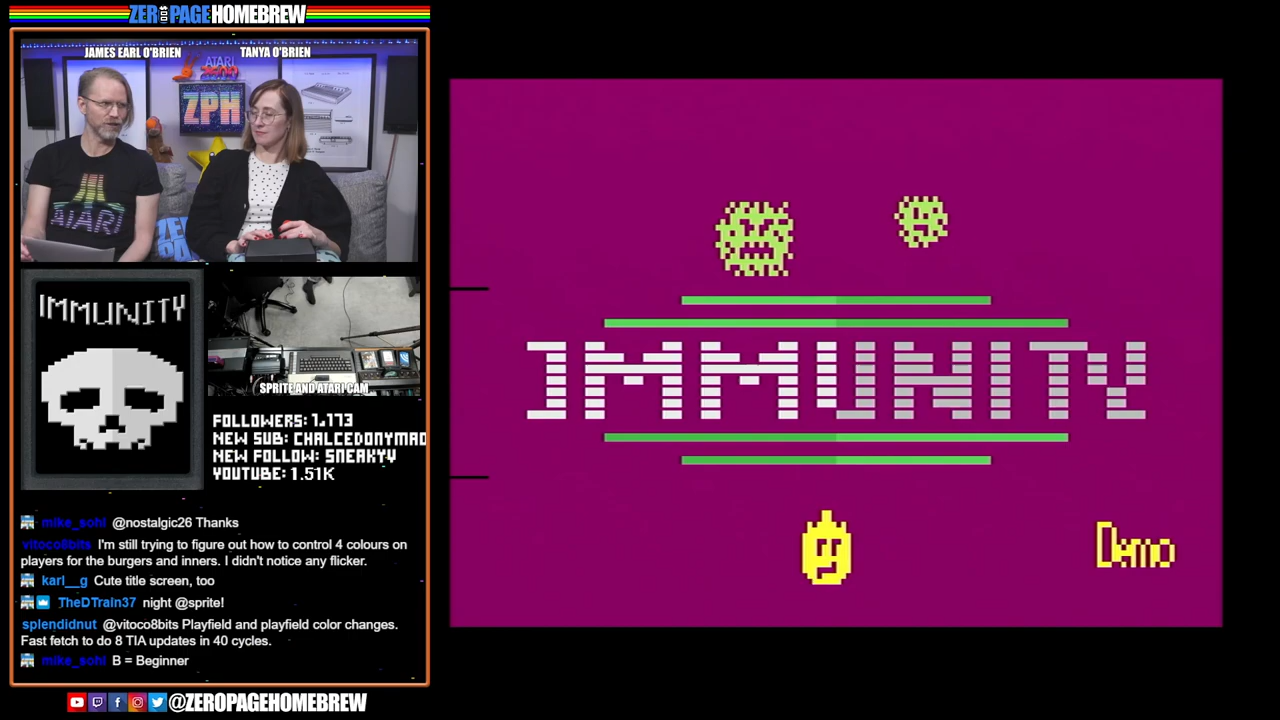 ZEROPAGE HOMEBREW
JAMES EARL O'BRIEN
TANYA O'BRIEN
ATARI
2600
ZPH
ATARI
IMMUNITY
SPRITE AND ATARI CAM
FOLLOWERS: 1,173
NEW SUB: CHALCEDONYMAD
NEW FOLLOW: SNEAKYY
YOUTUBE: 1.51K
mike_sohl @nostalgic26 Thanks
vitoco8bits I'm still trying to figure out how to control 4 colours on
players for the burgers and inners. I didn't notice any flicker.
karl__g Cute title screen, too
TheDTrain37 night @sprite!
splendidnut @vitoco8bits Playfield and playfield color changes.
Fast fetch to do 8 TIA updates in 40 cycles.
mike_sohl B = Beginner
@ZEROPAGEHOMEBREW
IMMUNITY
Demo